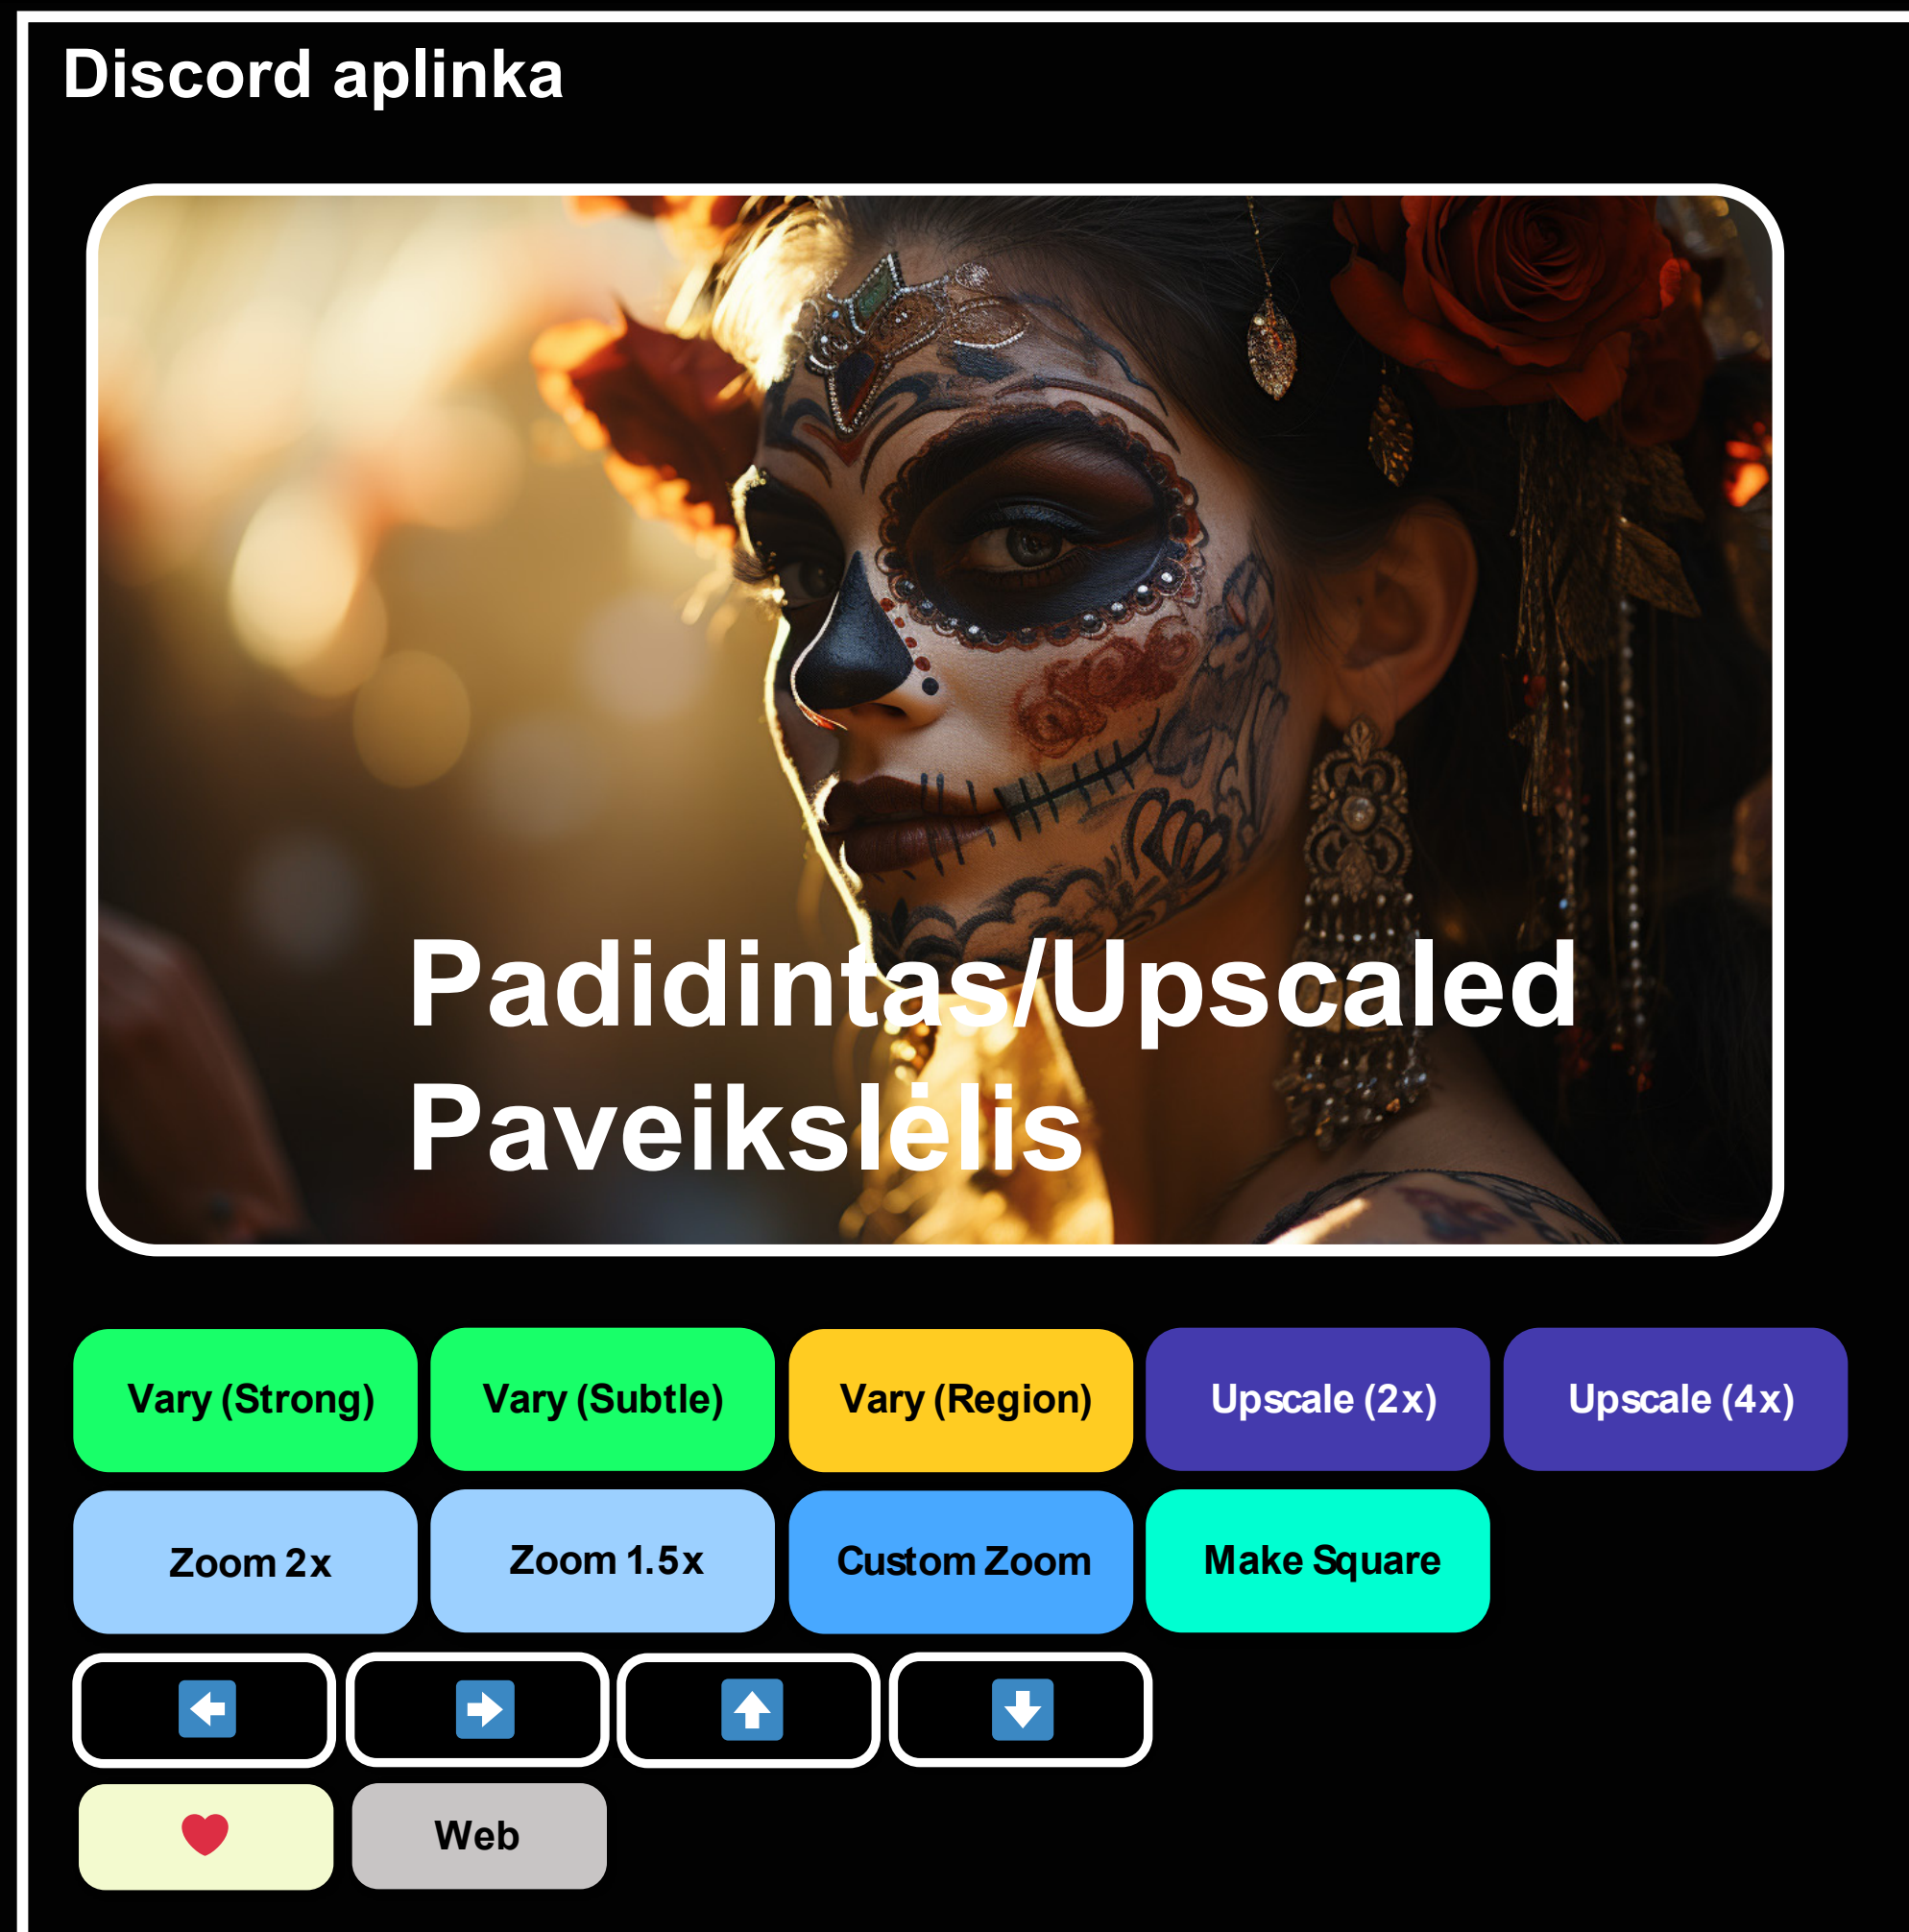 Discord aplinka
Padidintas/Upscaled
Paveikslėlis
Vary (Strong) Vary (Subtle) Vary (Region) Upscale (2x) Upscale (4x)
Zoom 2x Zoom 1.5x Custom Zoom Make Square
Web